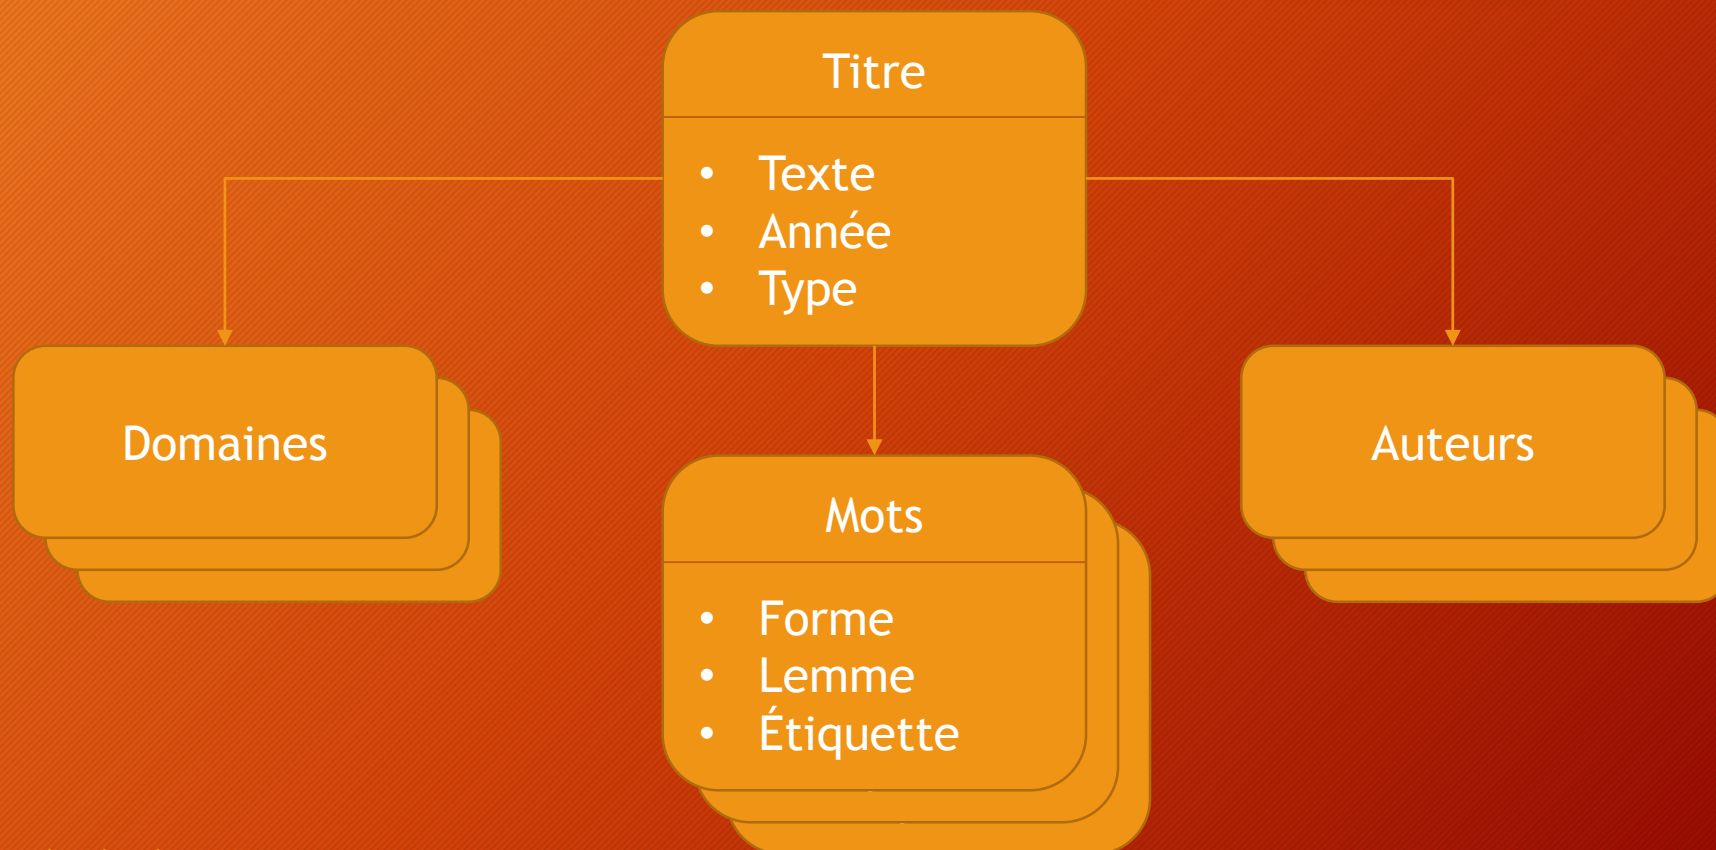 Titre
• Texte
• Année
• Type
Domaines
Auteurs
Mots
• Forme
• Lemme
• Étiquette